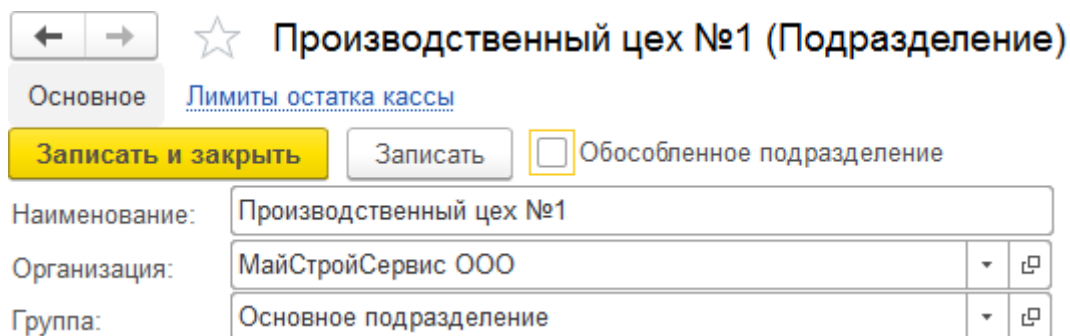 Производственный цех №1 (Подразделение)
Основное Лимиты остатка кассы
Записать и закрыть Записать Обособленное подразделение
Наименование: Производственный цех №1
Организация: МайСтройСервис ООО
Группа: Основное подразделение